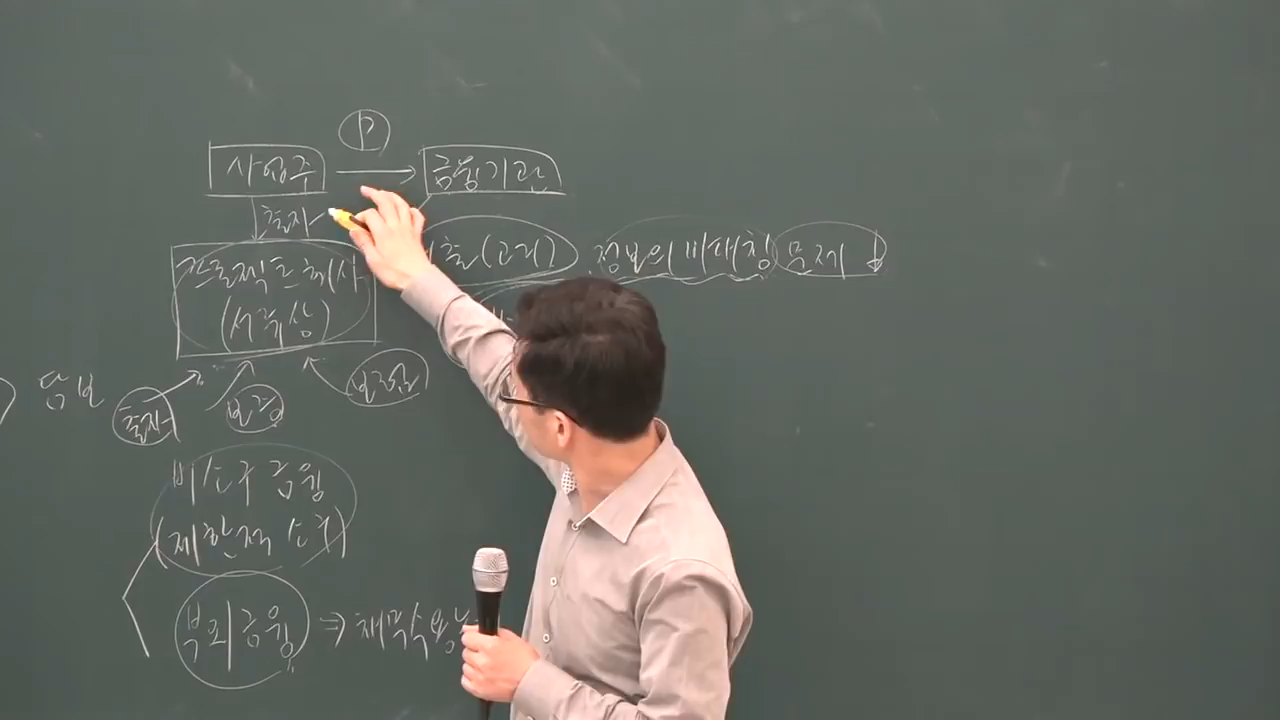 P
사업주 → 금융기관
출자
대출(고리) 정보의 비대칭 문제 ↓
프로젝트 회사
(서류상)
담보 출자 보증 보험
비소구 금융
(제한적 소구)
부외금융 ⇒ 채무수용능